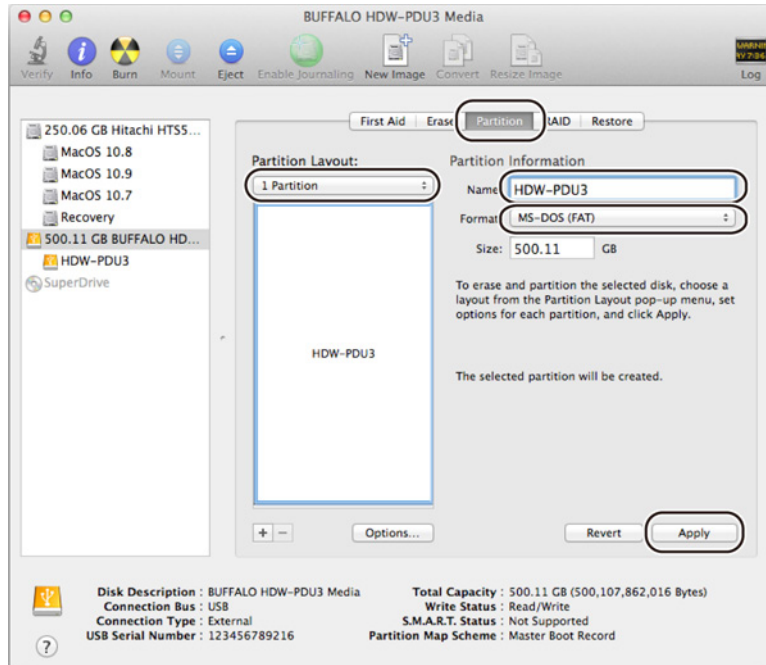 BUFFALO HDW-PDU3 Media
Verify Info Burn Mount Eject Enable Journaling New Image Convert Resize Image Log
First Aid Erase Partition RAID Restore
250.06 GB Hitachi HTS5...
MacOS 10.8
MacOS 10.9
MacOS 10.7
Recovery
500.11 GB BUFFALO HD...
HDW-PDU3
SuperDrive
Partition Layout:
1 Partition
HDW-PDU3
+ − Options...
Partition Information
Name HDW-PDU3
Format MS-DOS (FAT)
Size: 500.11 GB
To erase and partition the selected disk, choose a
layout from the Partition Layout pop-up menu, set
options for each partition, and click Apply.
The selected partition will be created.
Revert Apply
Disk Description : BUFFALO HDW-PDU3 Media
Connection Bus : USB
Connection Type : External
USB Serial Number : 123456789216
Total Capacity : 500.11 GB (500,107,862,016 Bytes)
Write Status : Read/Write
S.M.A.R.T. Status : Not Supported
Partition Map Scheme : Master Boot Record
?